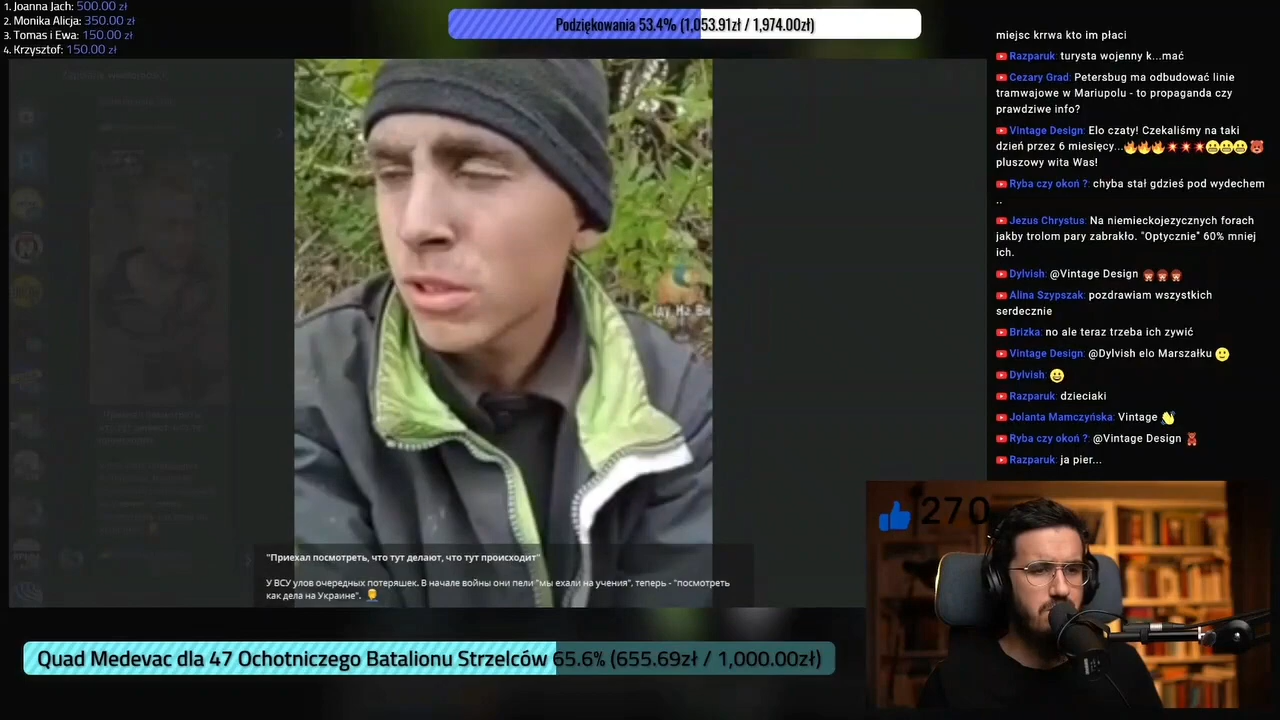 1. Joanna Jach: 500.00 zł
2. Monika Alicja: 350.00 zł
3. Tomas i Ewa: 150.00 zł
4. Krzysztof: 150.00 zł
Podziękowania 53.4% (1,053.91zł / 1,974.00zł)
miejsc krrwa kto im płaci
Razparuk: turysta wojenny k...mać
Cezary Grad: Petersbug ma odbudować linie
tramwajowe w Mariupolu - to propaganda czy
prawdziwe info?
Vintage Design: Elo czaty! Czekaliśmy na taki
dzień przez 6 miesięcy...🔥🔥🔥💥💥💥😬😬😬🐻
pluszowy wita Was!
Ryba czy okoń ?: chyba stał gdzieś pod wydechem
..
Jezus Chrystus: Na niemieckojezycznych forach
jakby trolom pary zabrakło. "Optycznie" 60% mniej
ich.
Dylvish: @Vintage Design
Alina Szypszak: pozdrawiam wszystkich
serdecznie
Brizka: no ale teraz trzeba ich zywić
Vintage Design: @Dylvish elo Marszałku 🙂
Dylvish: 😀
Razparuk: dzieciaki
Jolanta Mamczyńska: Vintage 👋
Ryba czy okoń ?: @Vintage Design 🧸
Razparuk: ja pier...
Іду На Ви
270
"Приехал посмотреть, что тут делают, что тут происходит"
У ВСУ улов очередных потеряшек. В начале войны они пели "мы ехали на учения", теперь - "посмотреть
как дела на Украине". 🤦‍♂️
Quad Medevac dla 47 Ochotniczego Batalionu Strzelców 65.6% (655.69zł / 1,000.00zł)